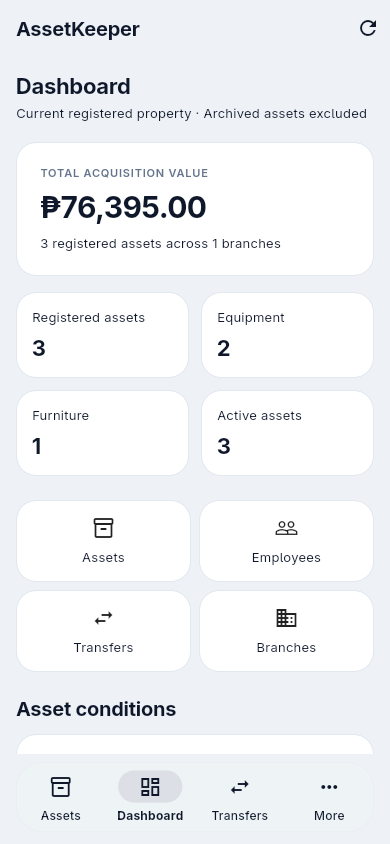 AssetKeeper
Dashboard
Current registered property · Archived assets excluded
TOTAL ACQUISITION VALUE
₱76,395.00
3 registered assets across 1 branches
Registered assets
3
Equipment
2
Furniture
1
Active assets
3
Assets
Employees
Transfers
Branches
Asset conditions
Assets
Dashboard
Transfers
More